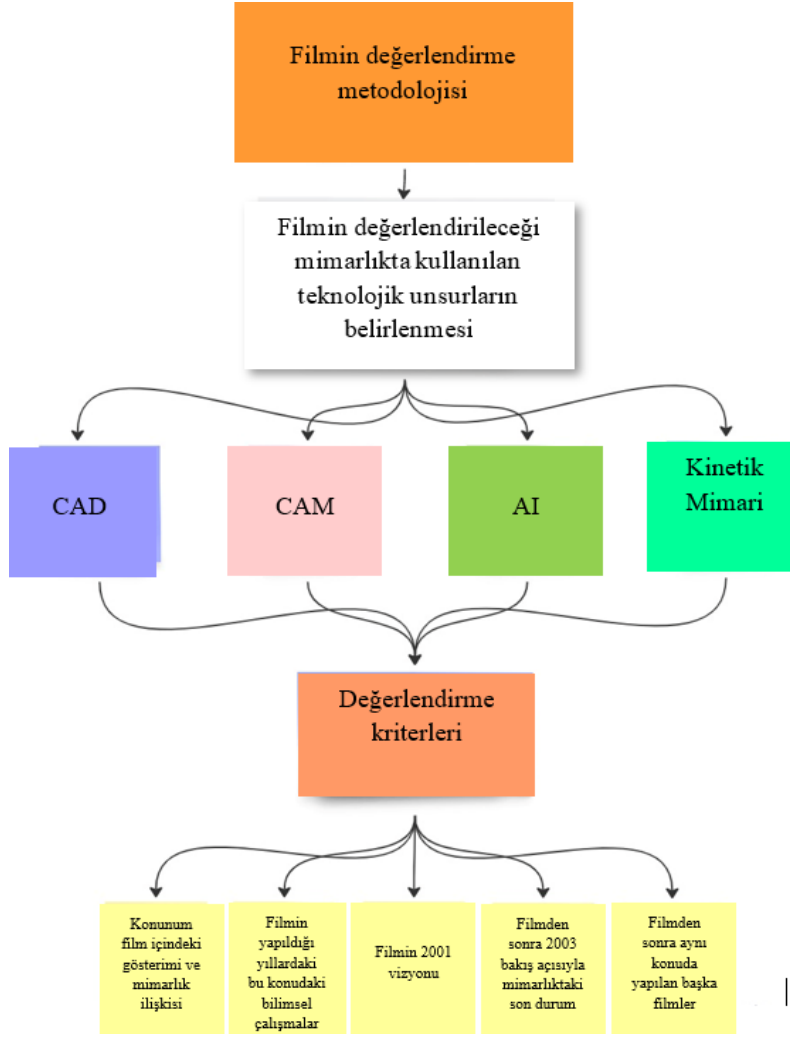 Filmin değerlendirme
metodolojisi
Filmin değerlendirileceği
mimarlıkta kullanılan
teknolojik unsurların
belirlenmesi
CAD
CAM
AI
Kinetik
Mimari
Değerlendirme
kriterleri
Konunum
film içindeki
gösterimi ve
mimarlık
ilişkisi
Filmin
yapıldığı
yıllardaki
bu konudaki
bilimsel
çalışmalar
Filmin 2001
vizyonu
Filmden
sonra 2003
bakış açısıyla
mimarlıktaki
son durum
Filmden
sonra aynı
konuda
yapılan başka
filmler